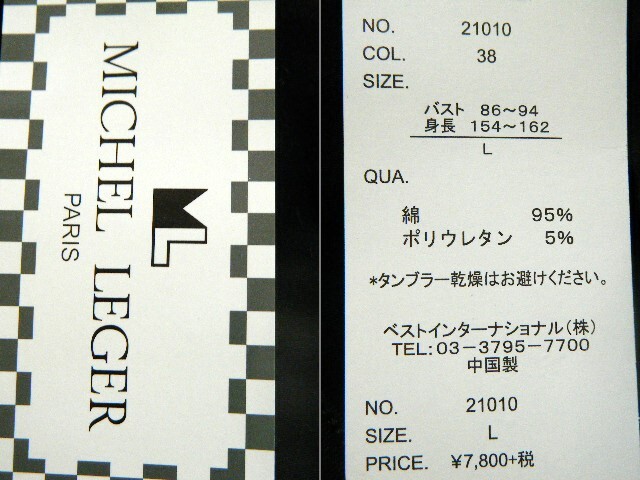 MICHEL LEGER
PARIS
ML
NO. 21010
COL. 38
SIZE.
バスト 86～94
身長 154～162
L
QUA.
綿 95%
ポリウレタン 5%
*タンブラー乾燥はお避けください。
ベストインターナショナル(株)
TEL:03-3795-7700
中国製
NO. 21010
SIZE. L
PRICE. ¥7,800+税